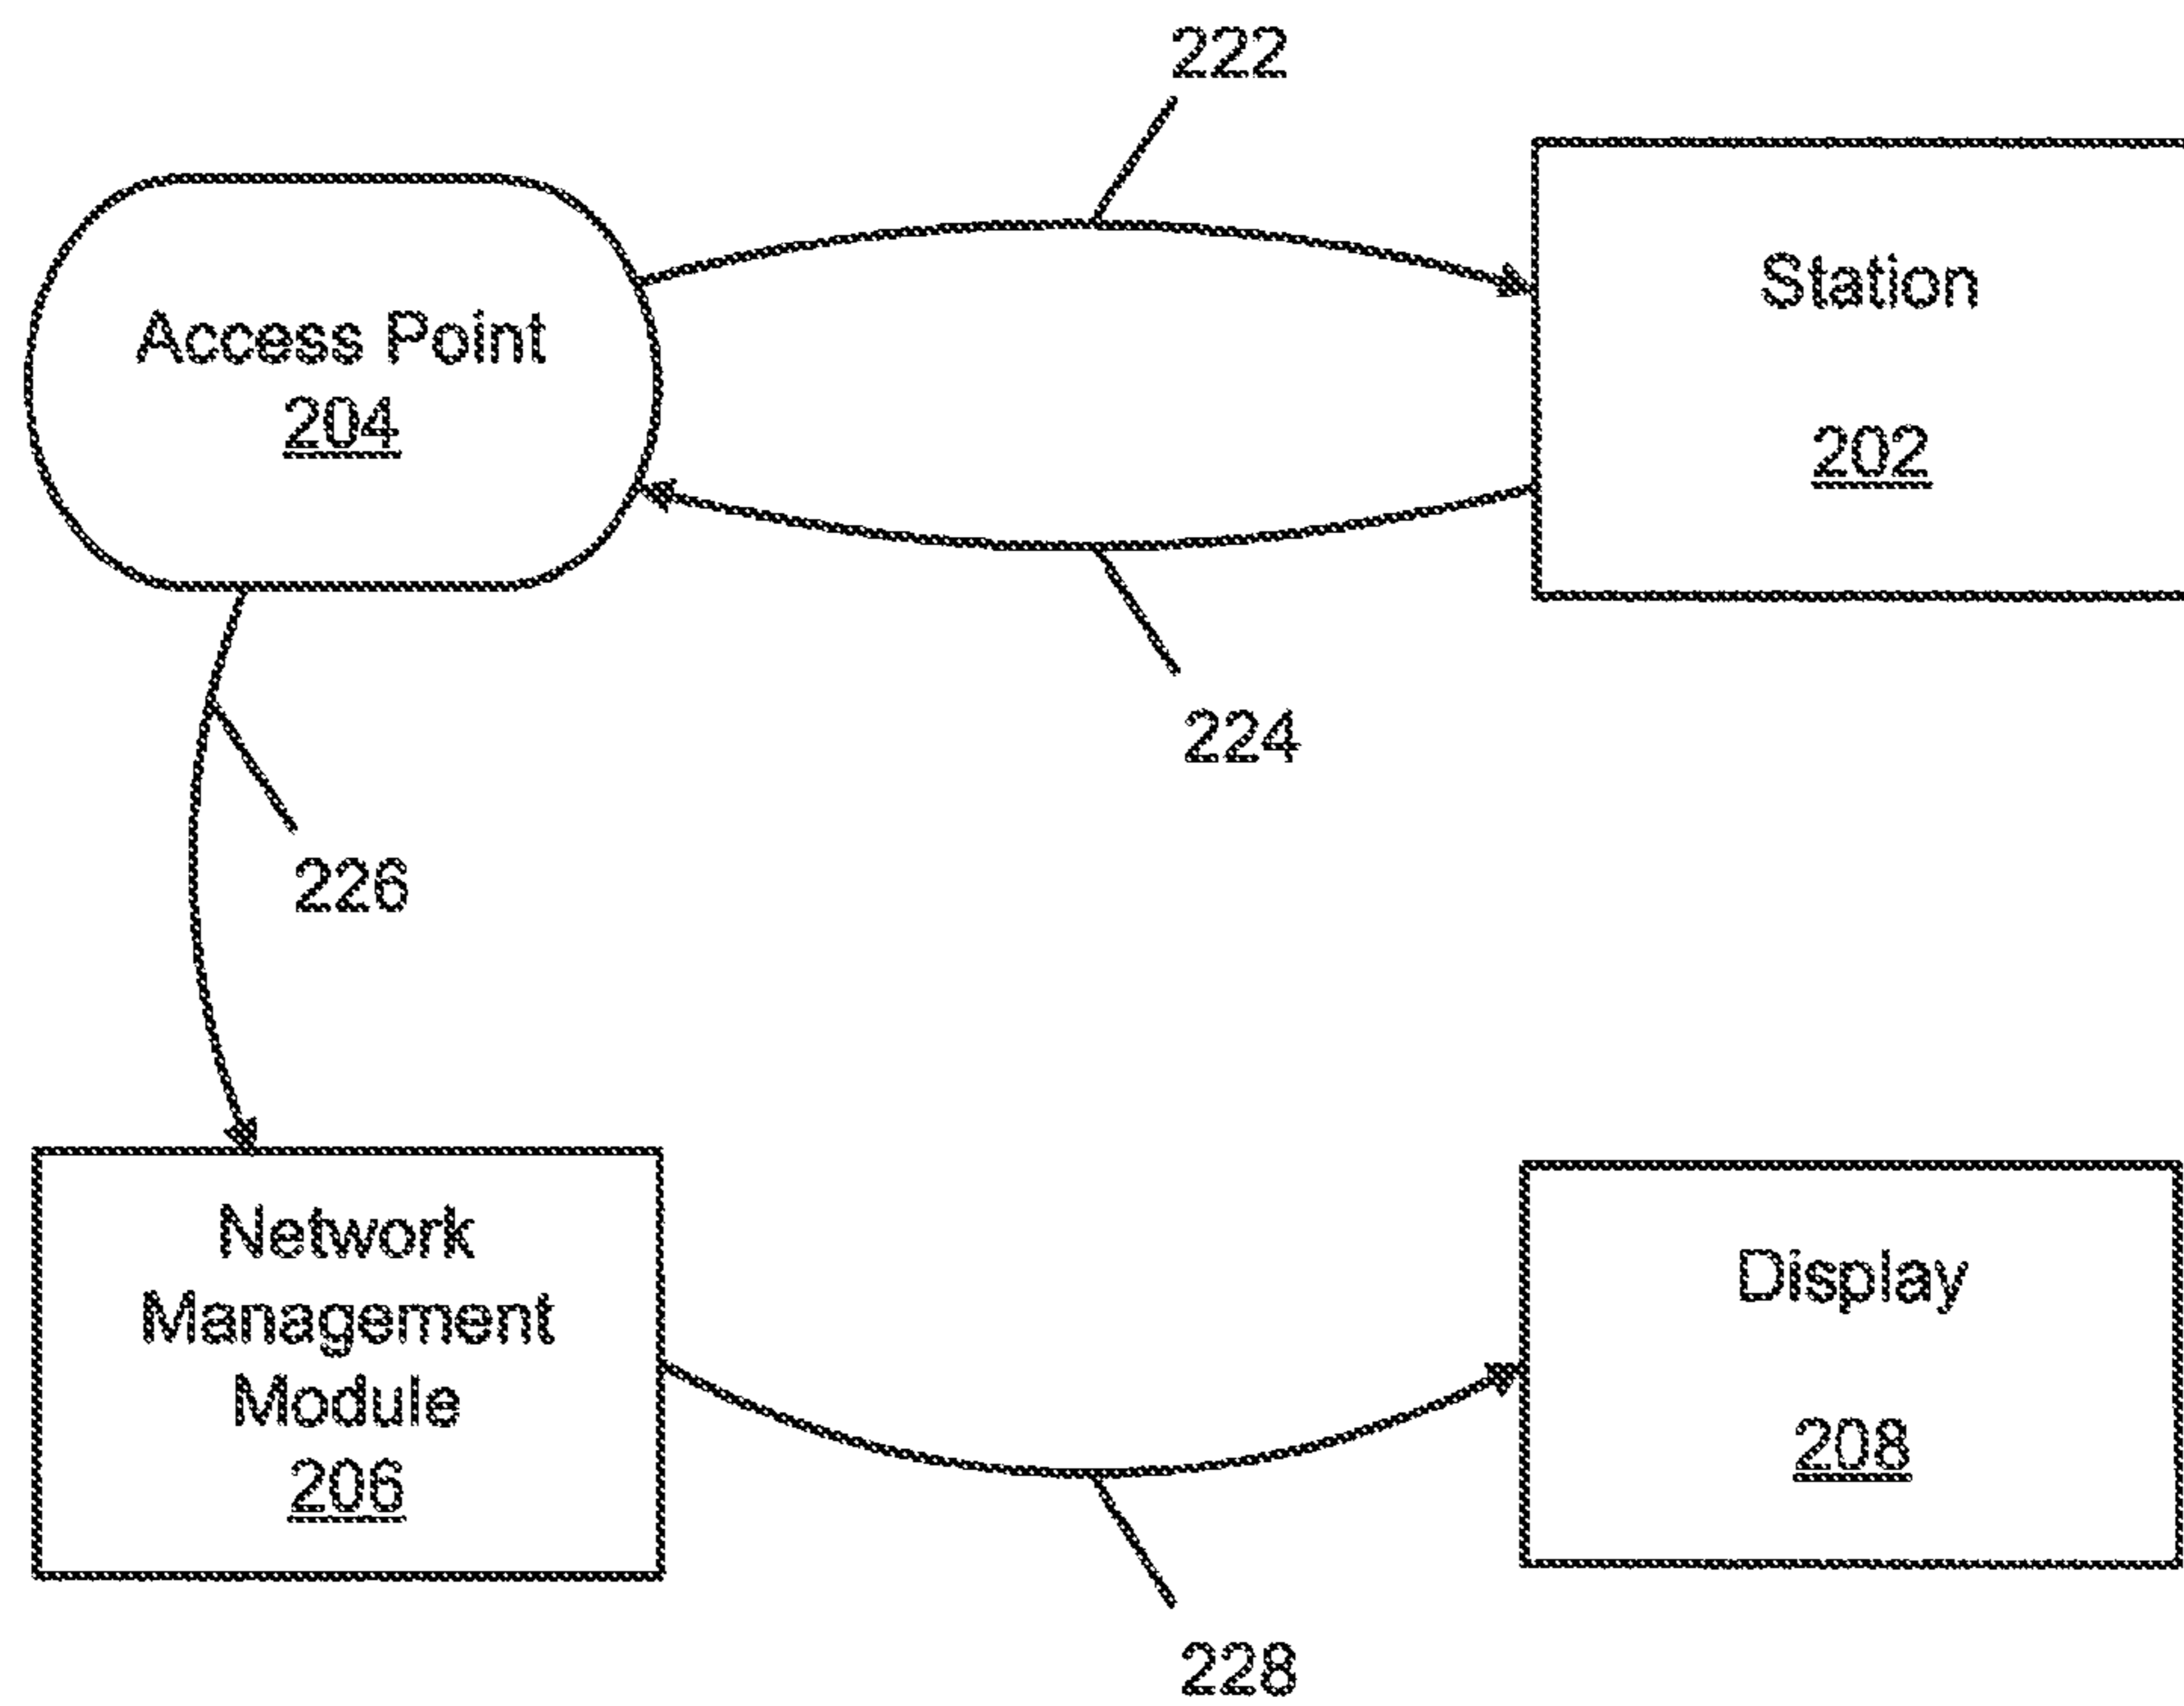 222
Station
202
Access Point
204
224
226
Network
Management
Module
206
Display
208
228